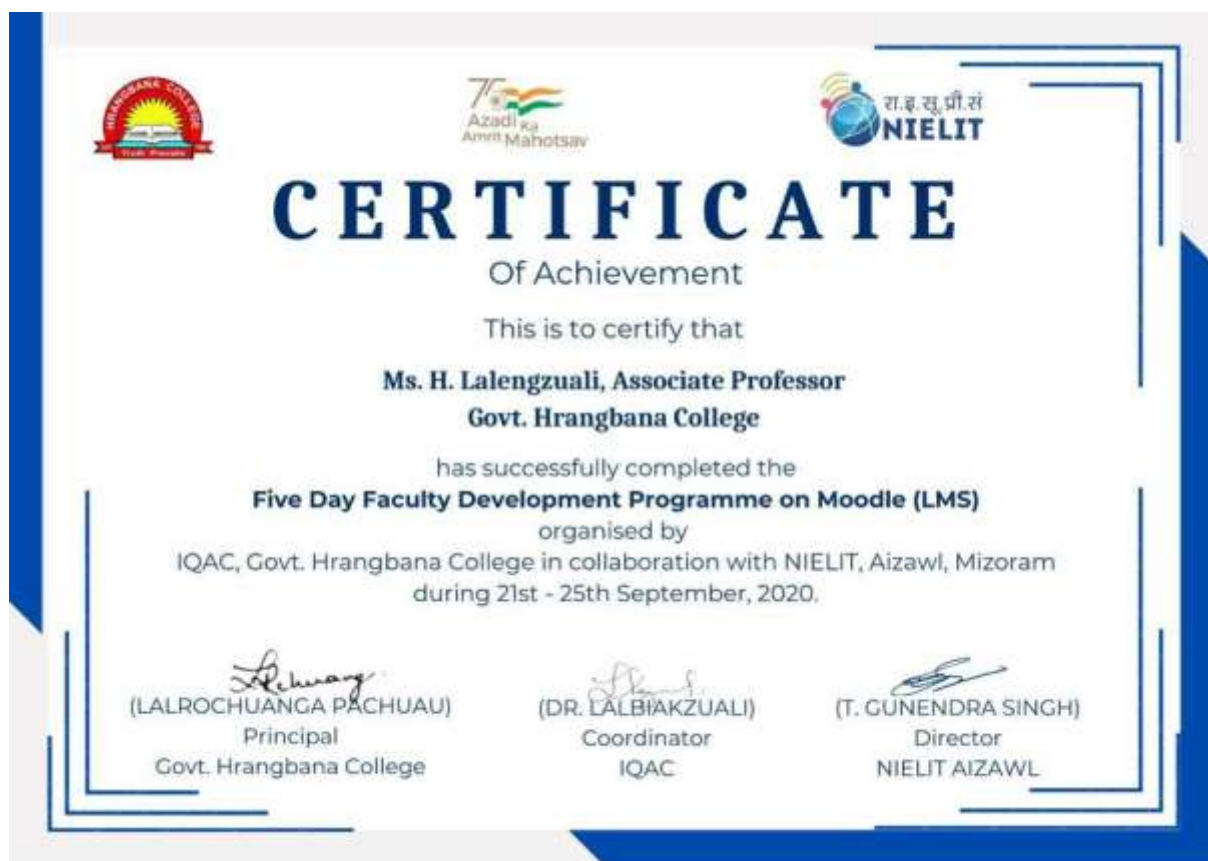 HRANGBANA COLLEGE
75
Azadi Ka
Amrit Mahotsav
रा.इ.सू.प्रौ.सं
NIELIT
CERTIFICATE
Of Achievement
This is to certify that
Ms. H. Lalengzuali, Associate Professor
Govt. Hrangbana College
has successfully completed the
Five Day Faculty Development Programme on Moodle (LMS)
organised by
IQAC, Govt. Hrangbana College in collaboration with NIELIT, Aizawl, Mizoram
during 21st - 25th September, 2020.
(LALROCHUANGA PACHUAU) (DR. LALBIAKZUALI) (T. GUNENDRA SINGH)
Principal Coordinator Director
Govt. Hrangbana College IQAC NIELIT AIZAWL